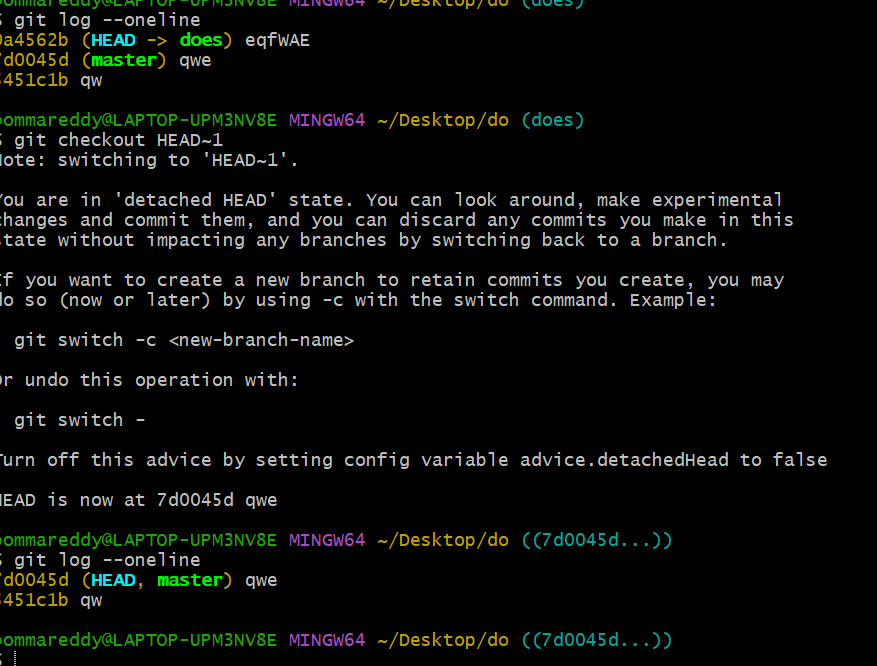 ommareddy@LAPTOP-UPM3NV8E MINGW64 ~/Desktop/do (does)
$ git log --oneline
0a4562b (HEAD -> does) eqfWAE
7d0045d (master) qwe
5451c1b qw
ommareddy@LAPTOP-UPM3NV8E MINGW64 ~/Desktop/do (does)
$ git checkout HEAD~1
Note: switching to 'HEAD~1'.
You are in 'detached HEAD' state. You can look around, make experimental
changes and commit them, and you can discard any commits you make in this
state without impacting any branches by switching back to a branch.
If you want to create a new branch to retain commits you create, you may
do so (now or later) by using -c with the switch command. Example:
git switch -c <new-branch-name>
Or undo this operation with:
git switch -
Turn off this advice by setting config variable advice.detachedHead to false
HEAD is now at 7d0045d qwe
ommareddy@LAPTOP-UPM3NV8E MINGW64 ~/Desktop/do ((7d0045d...))
$ git log --oneline
7d0045d (HEAD, master) qwe
5451c1b qw
ommareddy@LAPTOP-UPM3NV8E MINGW64 ~/Desktop/do ((7d0045d...))
$